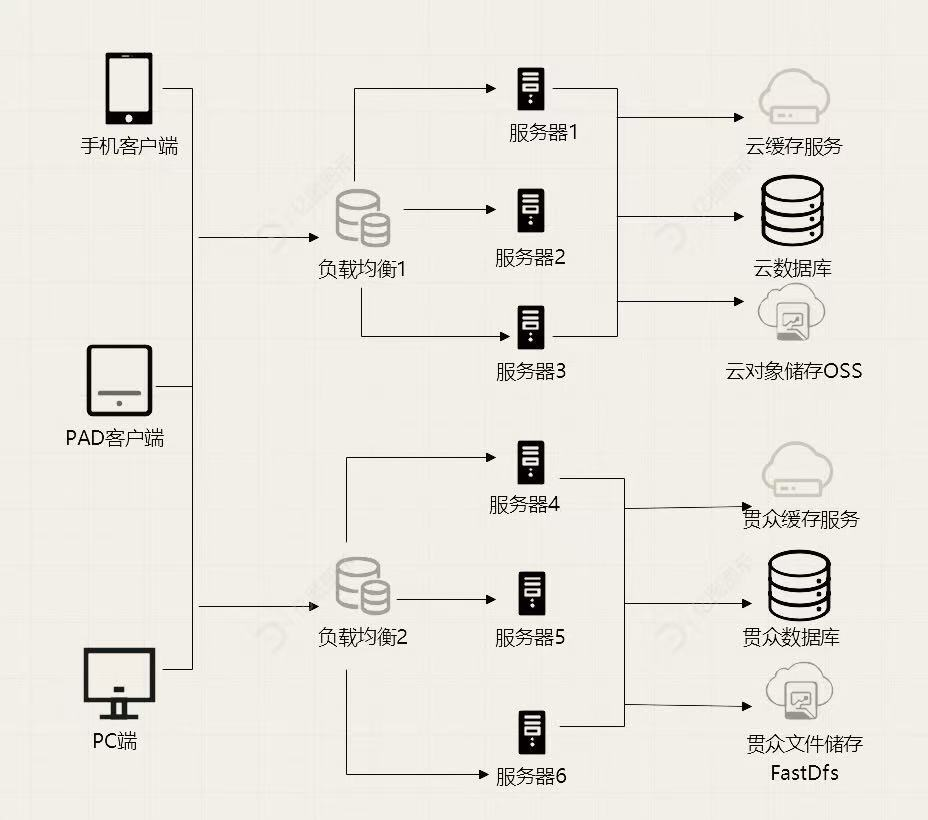 手机客户端
PAD客户端
PC端
负载均衡1
负载均衡2
服务器1
服务器2
服务器3
服务器4
服务器5
服务器6
云缓存服务
云数据库
云对象储存OSS
贯众缓存服务
贯众数据库
贯众文件储存
FastDfs